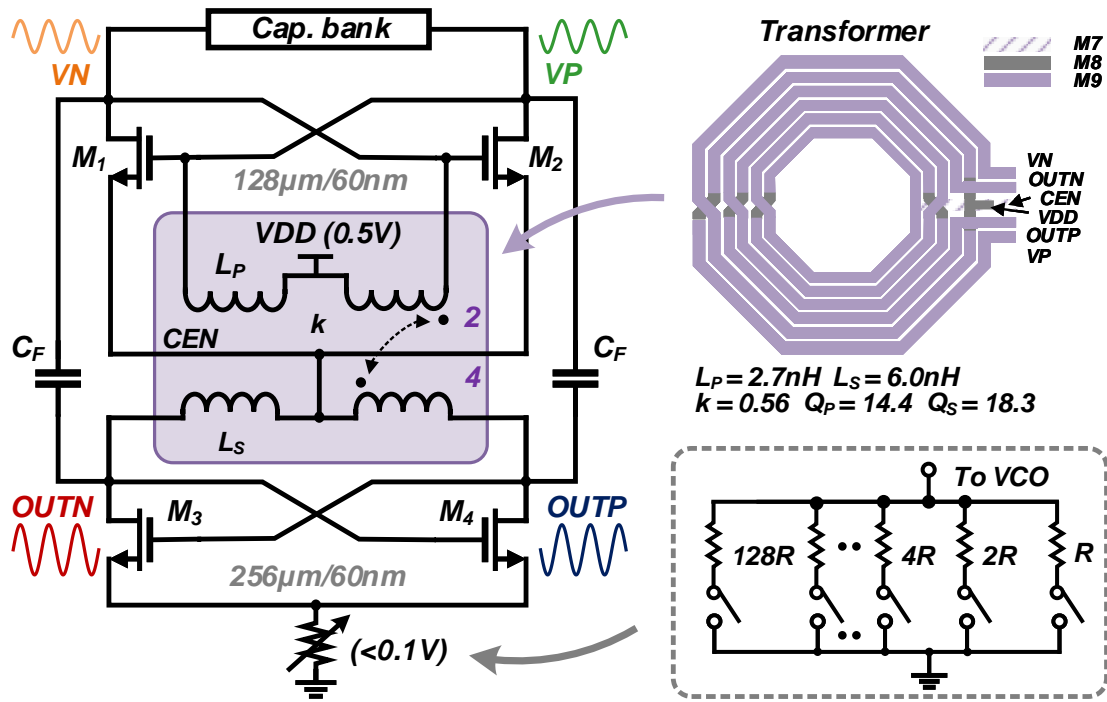 Cap. bank
VN
VP
M1
M2
128µm/60nm
VDD (0.5V)
LP
2
k
CEN
4
CF
CF
LS
OUTN
M3
M4
OUTP
256µm/60nm
(<0.1V)
Transformer
M7
M8
M9
VN
OUTN
CEN
VDD
OUTP
VP
LP = 2.7nH LS = 6.0nH
k = 0.56 QP = 14.4 QS = 18.3
To VCO
128R
4R
2R
R